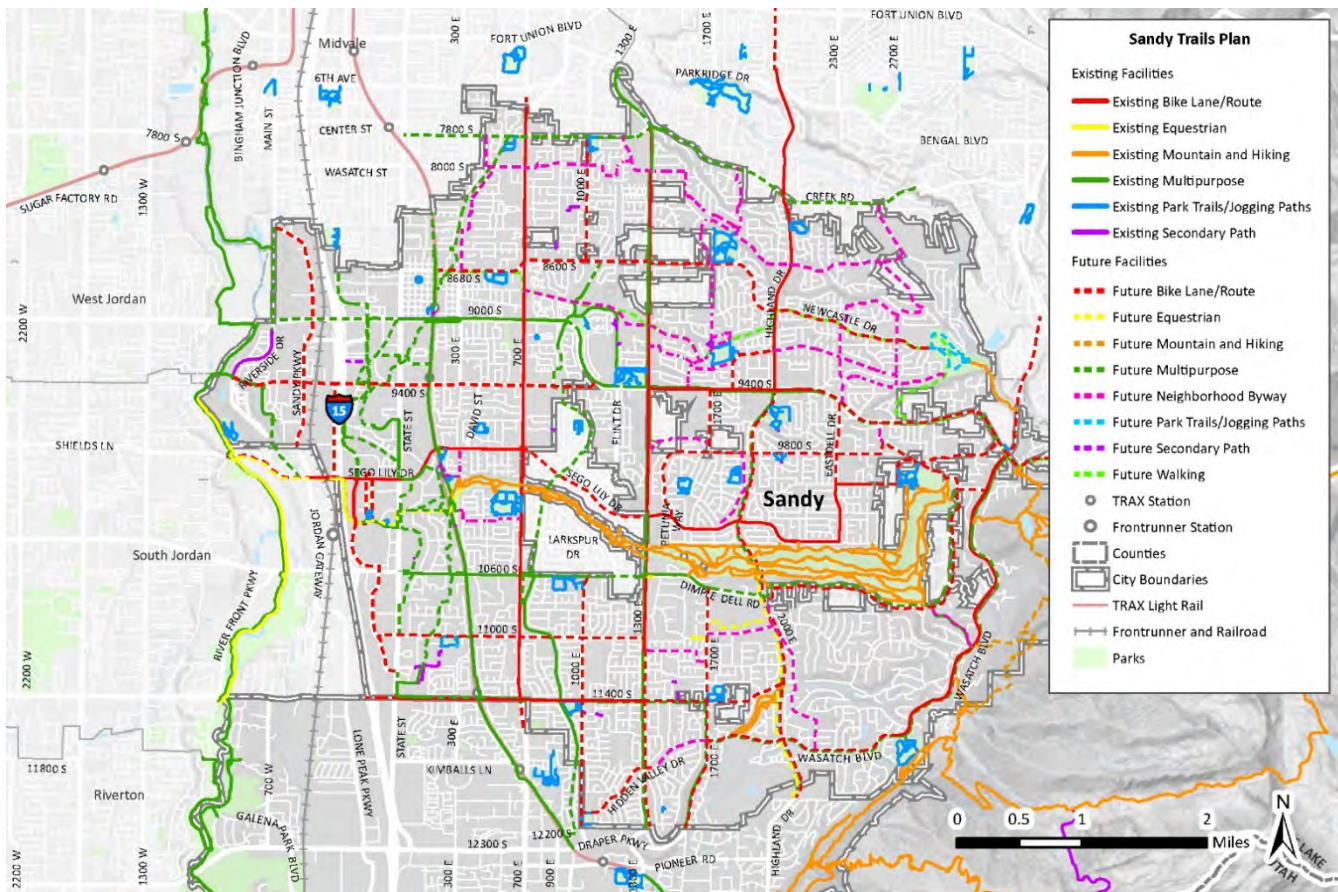 FORT UNION BLVD
FORT UNION BLVD
Midvale
300 E
1300 E
1700 E
2300 E
2700 E
BINGHAM JUNCTION BLVD
6TH AVE
PARKRIDGE DR
MAIN ST
CENTER ST
7800 S
7800 S
BENGAL BLVD
WASATCH ST
8000 S
1000 E
SUGAR FACTORY RD
1300 W
CREEK RD
8600 S
8680 S
HIGHLAND DR
West Jordan
2200 W
9000 S
NEWCASTLE DR
300 E
700 E
RIVERSIDE DR
SANDY PKWY
9400 S
9400 S
15
STATE ST
DAVID ST
FLINT DR
1700 E
SHIELDS LN
9800 S
EASTDELL DR
SEGO LILY DR
SEGO LILY DR
Sandy
JORDAN GATEWAY
PETUNIA WAY
South Jordan
LARKSPUR DR
10600 S
DIMPLE DELL RD
RIVER FRONT PKWY
1300 E
2000 E
11000 S
1700 E
2200 W
1000 E
WASATCH BLVD
11400 S
STATE ST
300 E
LONE PEAK PKWY
KIMBALLS LN
WASATCH BLVD
11800 S
1700 E
HIDDEN VALLEY DR
Riverton
700 W
GALENA PARK BLVD
12200 S
HIGHLAND DR
12300 S
DRAPER PKWY
PIONEER RD
2200 W
1300 W
300 E
700 E
900 E
1300 E
Sandy Trails Plan
Existing Facilities
Existing Bike Lane/Route
Existing Equestrian
Existing Mountain and Hiking
Existing Multipurpose
Existing Park Trails/Jogging Paths
Existing Secondary Path
Future Facilities
Future Bike Lane/Route
Future Equestrian
Future Mountain and Hiking
Future Multipurpose
Future Neighborhood Byway
Future Park Trails/Jogging Paths
Future Secondary Path
Future Walking
TRAX Station
Frontrunner Station
Counties
City Boundaries
TRAX Light Rail
Frontrunner and Railroad
Parks
0 0.5 1 2
Miles
N
LAKE
UTAH